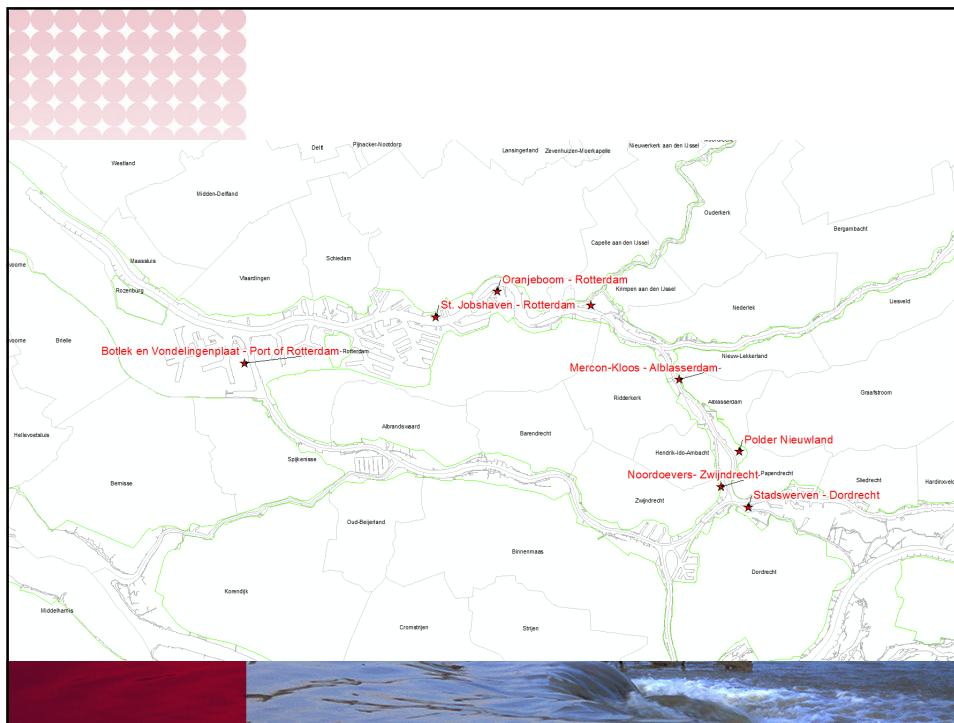 Delft
Pijnacker-Nootdorp
Lansingerland
Zevenhuizen-Moerkapelle
Nieuwerkerk aan den IJssel
Westland
Midden-Delfland
Ouderkerk
Bergambacht
Capelle aan den IJssel
Schiedam
Maassluis
Vlaardingen
Rozenburg
Oranjeboom - Rotterdam
Krimpen aan den IJssel
St. Jobshaven - Rotterdam
Nederlek
Liesveld
Brielle
Botlek en Vondelingenplaat - Port of Rotterdam
Rotterdam
Nieuw-Lekkerland
Mercon-Kloos - Alblasserdam
Ridderkerk
Alblasserdam
Graafstroom
Albrandswaard
Barendrecht
Hellevoetsluis
Polder Nieuwland
Hendrik-Ido-Ambacht
Spijkenisse
Noordoevers- Zwijndrecht
Papendrecht
Sliedrecht
Bernisse
Zwijndrecht
Stadswerven - Dordrecht
Oud-Beijerland
Binnenmaas
Dordrecht
Korendijk
Middelharnis
Cromstrijen
Strijen